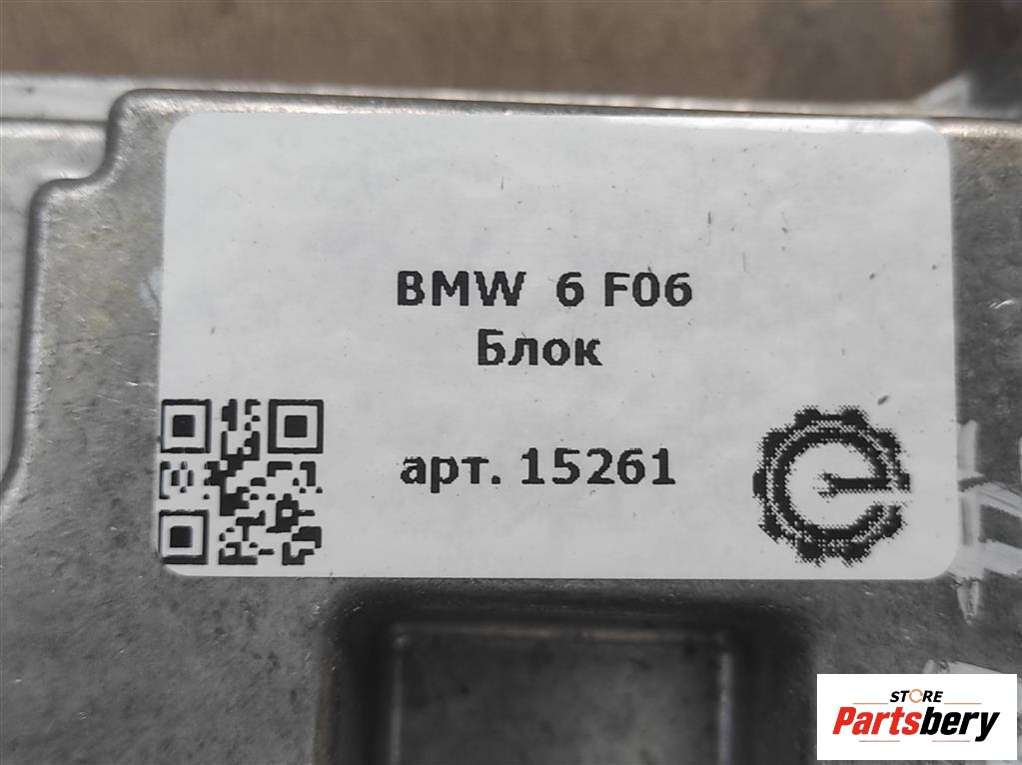 BMW 6 F06
Блок
арт. 15261
STORE
Partsbery